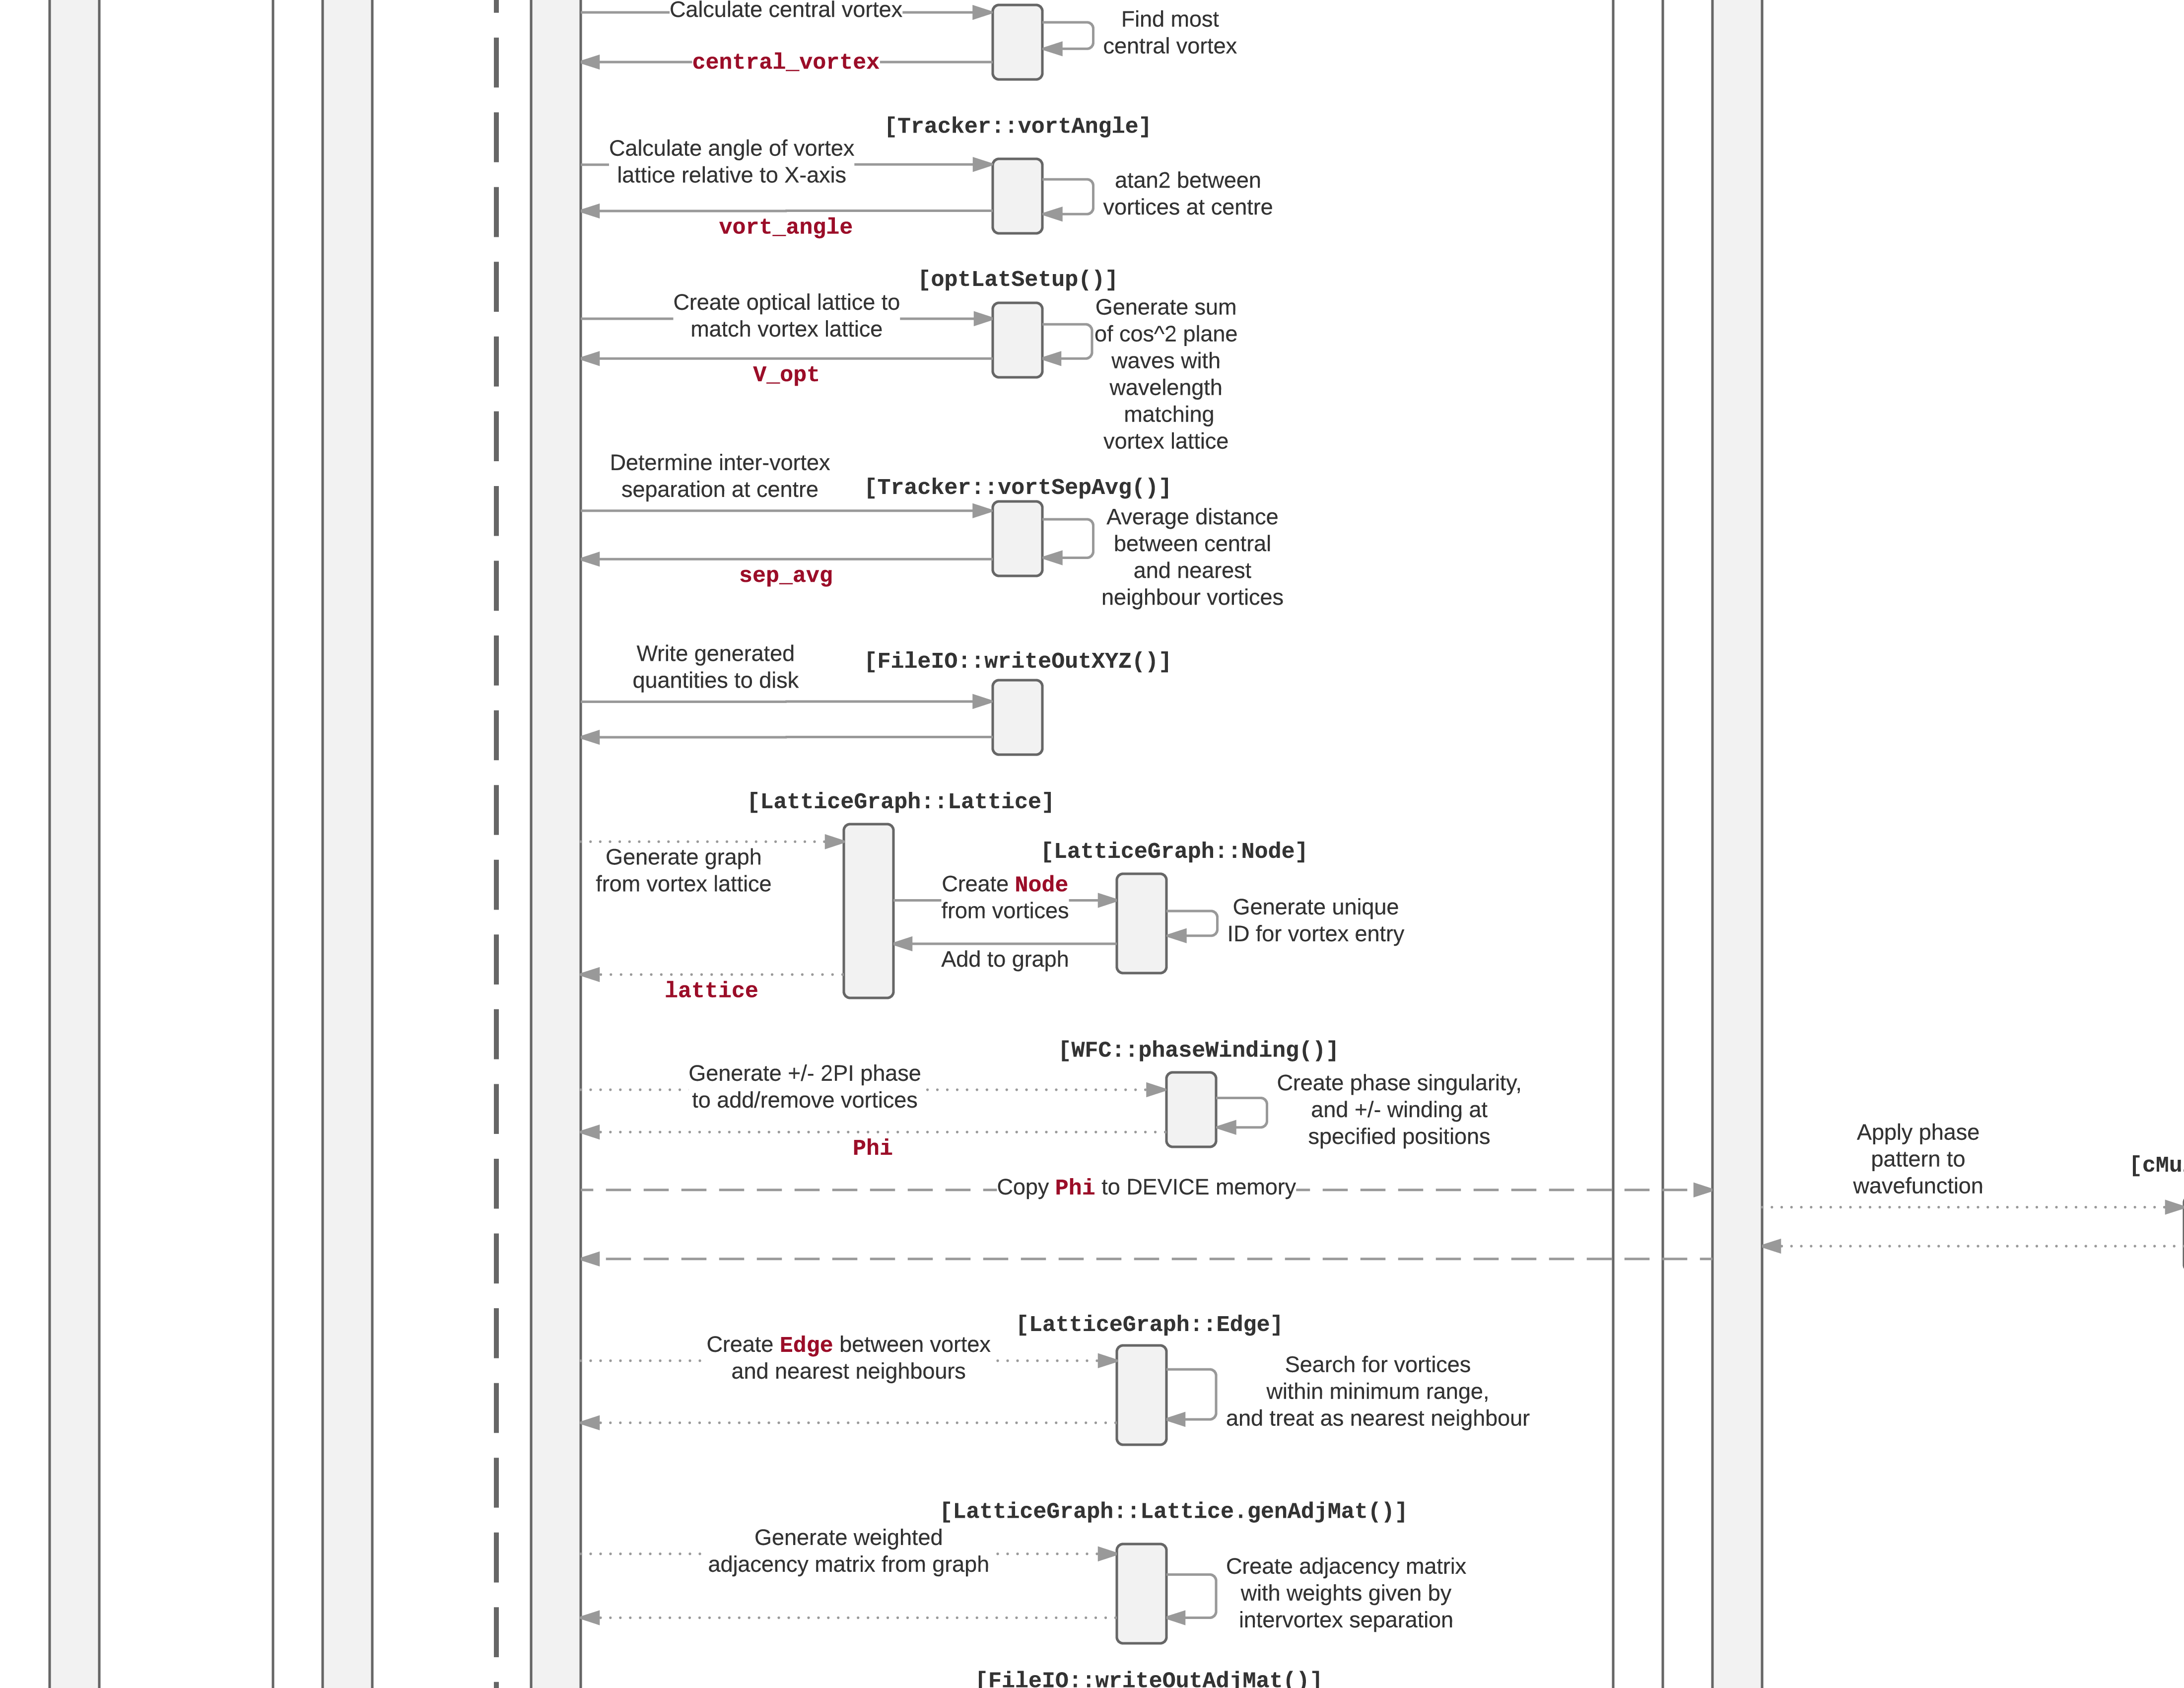 Calculate central vortex
Find most
central vortex
central_vortex
[Tracker::vortAngle]
Calculate angle of vortex
lattice relative to X-axis
atan2 between
vortices at centre
vort_angle
[optLatSetup()]
Create optical lattice to
match vortex lattice
Generate sum
of cos^2 plane
waves with
wavelength
matching
vortex lattice
V_opt
Determine inter-vortex
separation at centre
[Tracker::vortSepAvg()]
Average distance
between central
and nearest
neighbour vortices
sep_avg
Write generated
quantities to disk
[FileIO::writeOutXYZ()]
[LatticeGraph::Lattice]
Generate graph
from vortex lattice
[LatticeGraph::Node]
Create Node
from vortices
Generate unique
ID for vortex entry
Add to graph
lattice
[WFC::phaseWinding()]
Generate +/- 2PI phase
to add/remove vortices
Create phase singularity,
and +/- winding at
specified positions
Phi
Copy Phi to DEVICE memory
Apply phase
pattern to
wavefunction
[cMu
[LatticeGraph::Edge]
Create Edge between vortex
and nearest neighbours
Search for vortices
within minimum range,
and treat as nearest neighbour
[LatticeGraph::Lattice.genAdjMat()]
Generate weighted
adjacency matrix from graph
Create adjacency matrix
with weights given by
intervortex separation
[FileIO::writeOutAdjMat()]